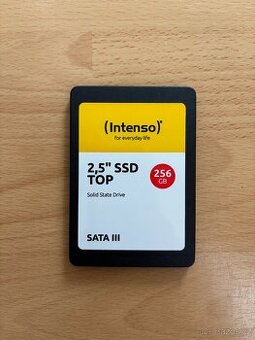 (intenso)®
for everyday life
2,5" SSD
TOP
256
GB
Solid State Drive
SATA III